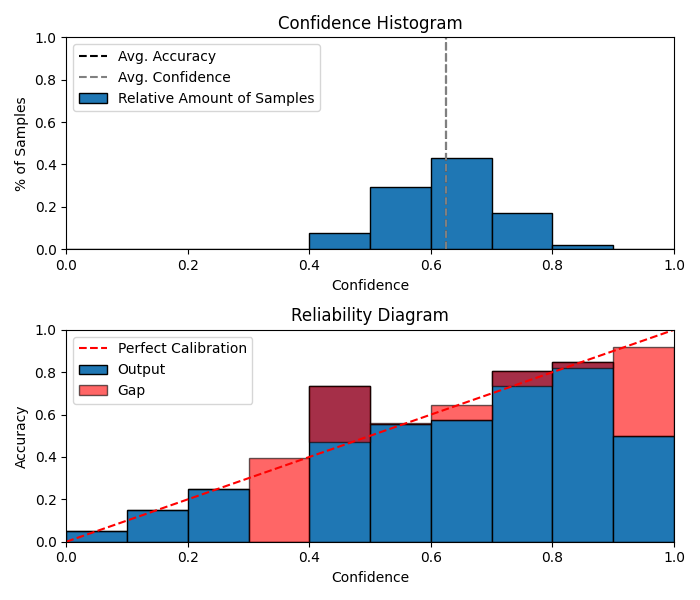 Confidence Histogram
1.0
0.8
0.6
0.4
0.2
0.0
% of Samples
Avg. Accuracy
Avg. Confidence
Relative Amount of Samples
0.0 0.2 0.4 0.6 0.8 1.0
Confidence
Reliability Diagram
1.0
0.8
0.6
0.4
0.2
0.0
Accuracy
Perfect Calibration
Output
Gap
0.0 0.2 0.4 0.6 0.8 1.0
Confidence